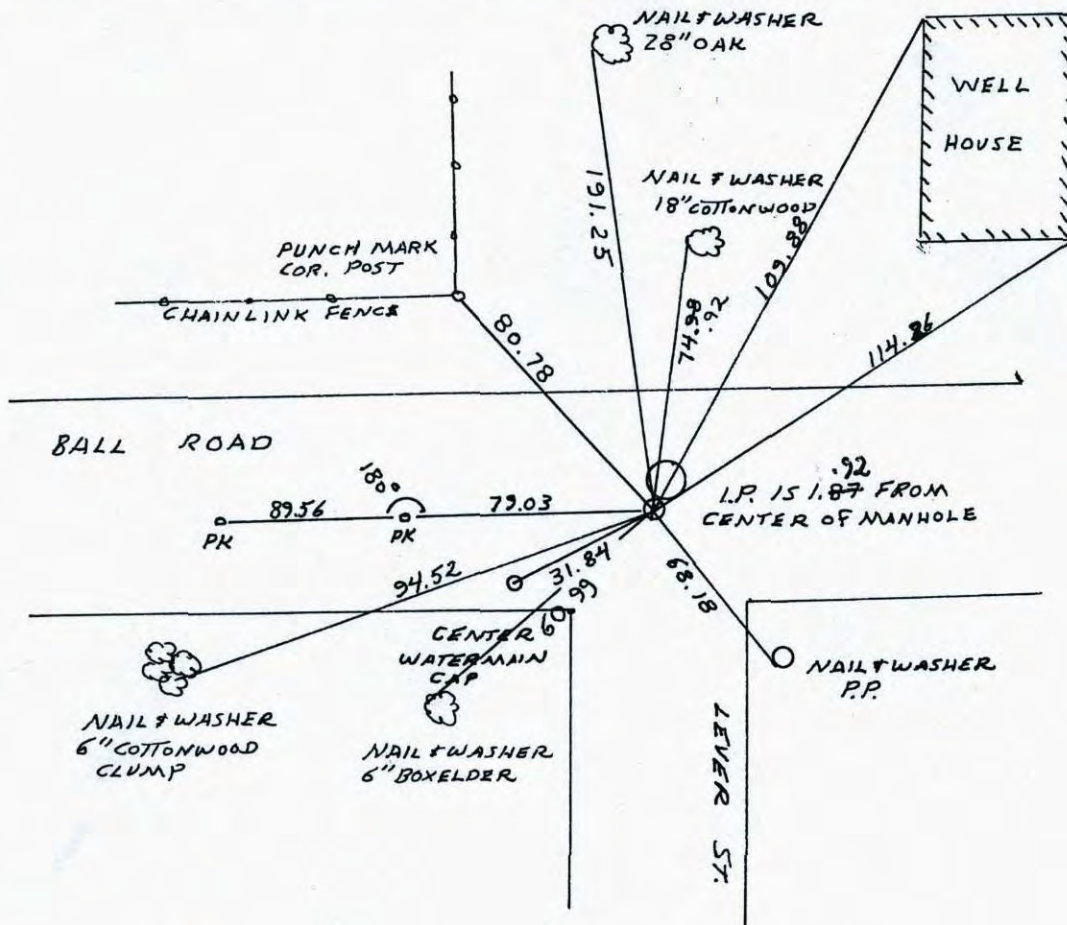 NAIL & WASHER
28" OAK
WELL
HOUSE
191.25
NAIL & WASHER
18" COTTONWOOD
109.88
PUNCH MARK
COR. POST
CHAINLINK FENCE
80.78
74.98
.92
114.86
BALL ROAD
180°
.92
I.P. IS 1.87 FROM
CENTER OF MANHOLE
89.56
79.03
PK
PK
94.52
31.84
68.18
6 .99
CENTER
WATERMAIN
CAP
NAIL & WASHER
P.P.
NAIL & WASHER
6" COTTONWOOD
CLUMP
NAIL & WASHER
6" BOXELDER
LEVER ST.